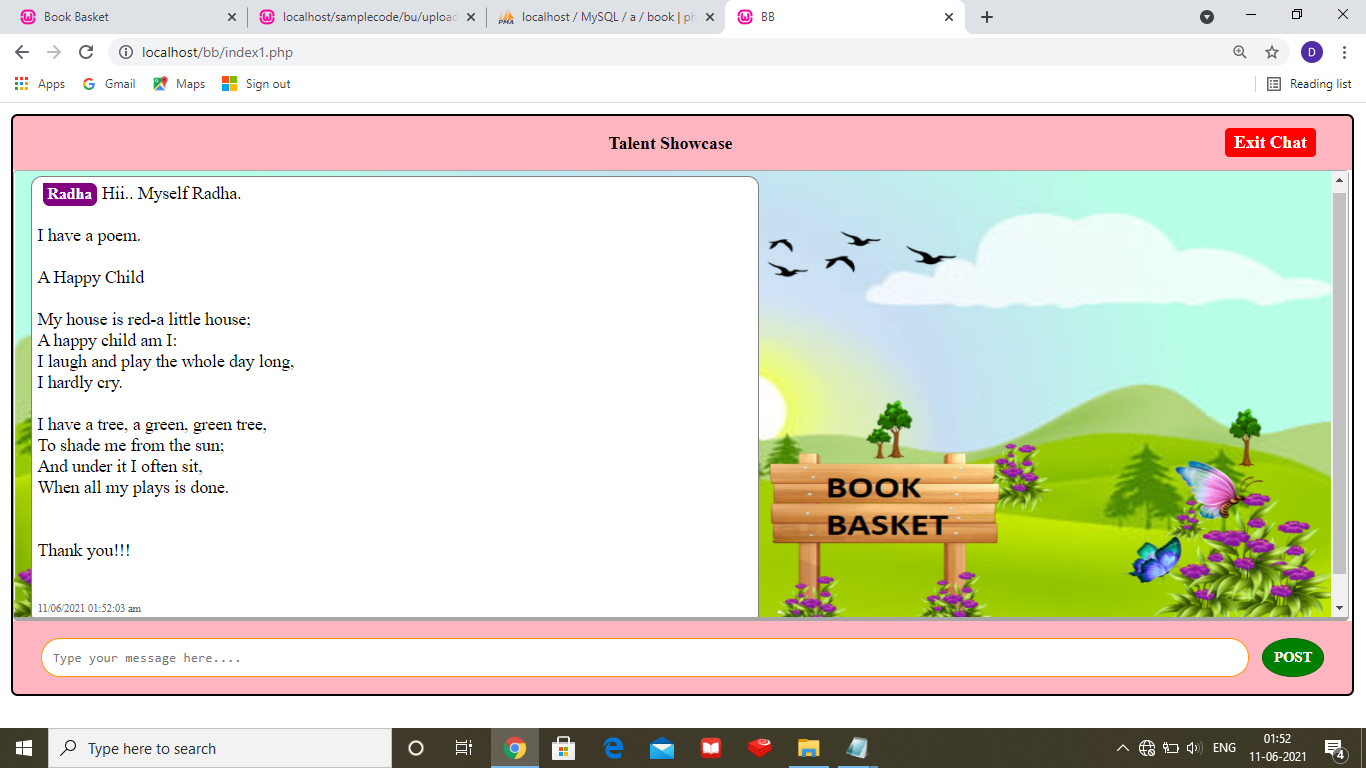 Book Basket
localhost/samplecode/bu/upload
localhost / MySQL / a / book | ph
BB
localhost/bb/index1.php
D
Apps
Gmail
Maps
Sign out
Reading list
Talent Showcase
Exit Chat
Radha Hii.. Myself Radha.
I have a poem.
A Happy Child
My house is red-a little house;
A happy child am I:
I laugh and play the whole day long,
I hardly cry.
I have a tree, a green, green tree,
To shade me from the sun;
And under it I often sit,
When all my plays is done.
Thank you!!!
11/06/2021 01:52:03 am
BOOK
BASKET
Type your message here....
POST
Type here to search
ENG
01:52
11-06-2021
4